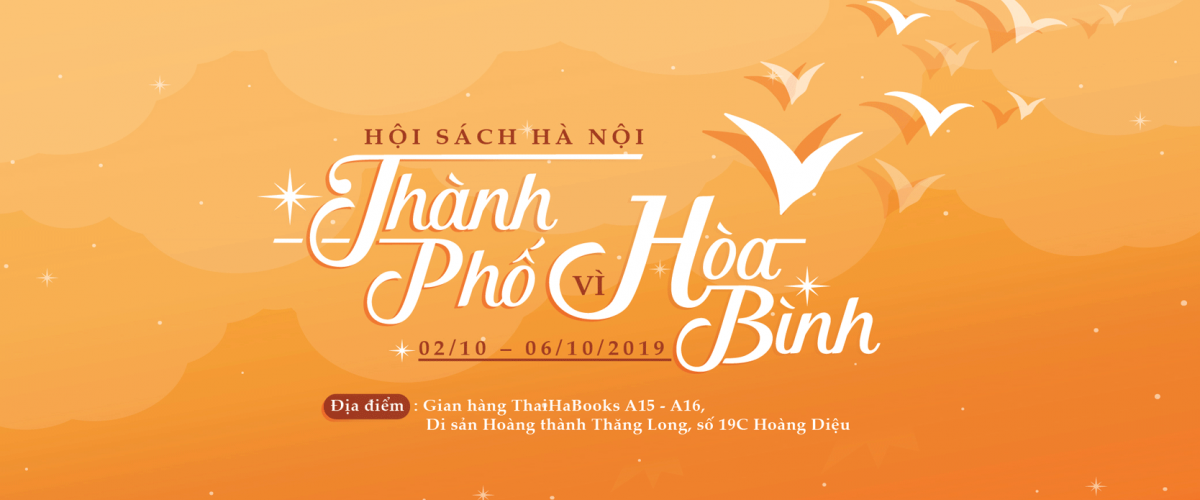 HỘI SÁCH HÀ NỘI
Thành
Phố vì Hòa
Bình
02/10 – 06/10/2019
Địa điểm : Gian hàng ThaiHaBooks A15 - A16,
Di sản Hoàng thành Thăng Long, số 19C Hoàng Diệu